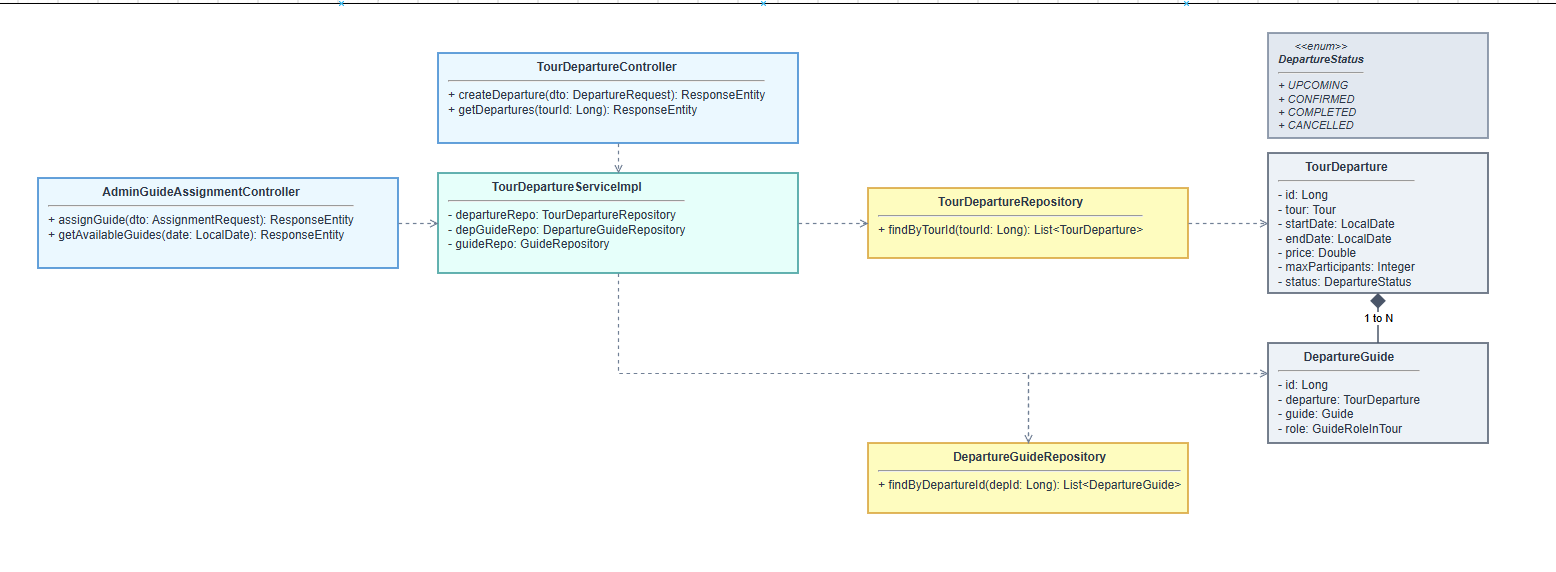 TourDepartureController
+ createDeparture(dto: DepartureRequest): ResponseEntity
+ getDepartures(tourId: Long): ResponseEntity
<<enum>>
DepartureStatus
+ UPCOMING
+ CONFIRMED
+ COMPLETED
+ CANCELLED
AdminGuideAssignmentController
+ assignGuide(dto: AssignmentRequest): ResponseEntity
+ getAvailableGuides(date: LocalDate): ResponseEntity
TourDepartureServiceImpl
- departureRepo: TourDepartureRepository
- depGuideRepo: DepartureGuideRepository
- guideRepo: GuideRepository
TourDepartureRepository
+ findByTourId(tourId: Long): List<TourDeparture>
TourDeparture
- id: Long
- tour: Tour
- startDate: LocalDate
- endDate: LocalDate
- price: Double
- maxParticipants: Integer
- status: DepartureStatus
1 to N
DepartureGuide
- id: Long
- departure: TourDeparture
- guide: Guide
- role: GuideRoleInTour
DepartureGuideRepository
+ findByDepartureId(depId: Long): List<DepartureGuide>